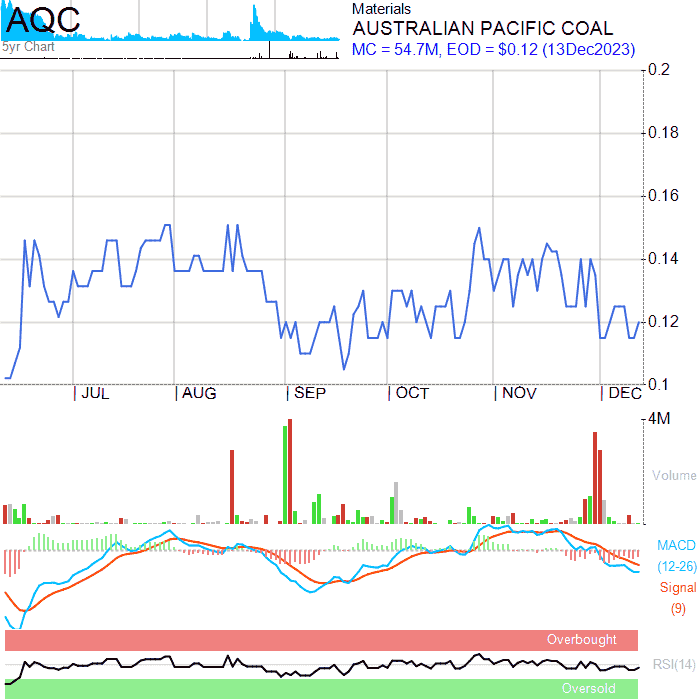 AQC
5yr Chart
Materials
AUSTRALIAN PACIFIC COAL
MC = 54.7M, EOD = $0.12 (13Dec2023)
0.2
0.18
0.16
0.14
0.12
0.1
JUL AUG SEP OCT NOV DEC
4M
Volume
MACD
(12-26)
Signal
(9)
Overbought
RSI(14)
Oversold